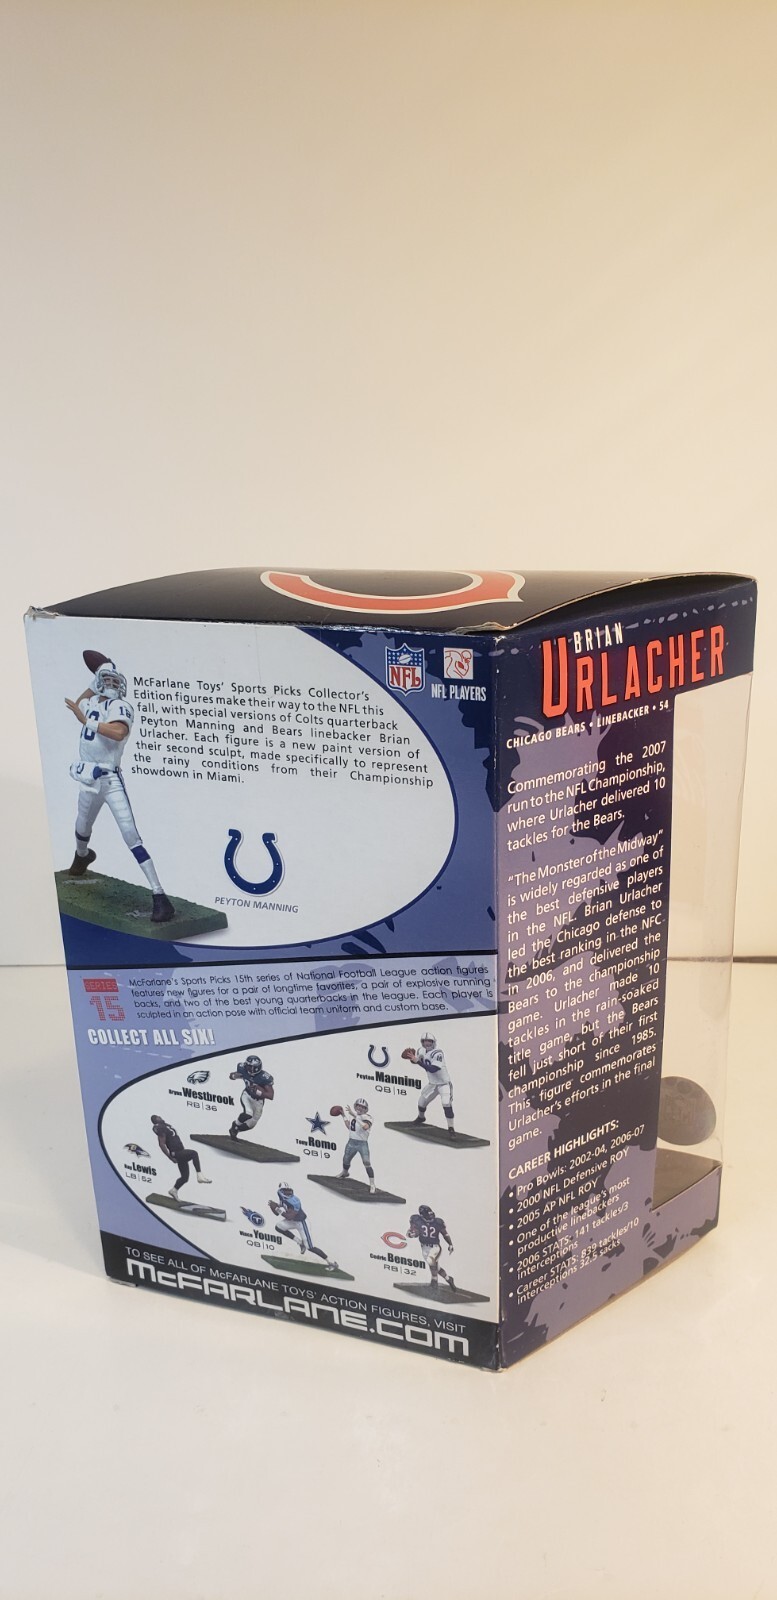 McFarlane Toys' Sports Picks Collector's
Edition figures make their way to the NFL this
fall, with special versions of Colts quarterback
Peyton Manning and Bears linebacker Brian
Urlacher. Each figure is a new paint version of
their second sculpt, made specifically to represent
the rainy conditions from their Championship
showdown in Miami.
NFL
NFL PLAYERS
18
PEYTON MANNING
SERIES
15
McFarlane's Sports Picks 15th series of National Football League action figures
features new figures for a pair of longtime favorites, a pair of explosive running
backs, and two of the best young quarterbacks in the league. Each player is
sculpted in an action pose with official team uniform and custom base.
COLLECT ALL SIX!
Bryan Westbrook
RB | 36
Peyton Manning
QB | 18
Ray Lewis
LB | 52
Tony Romo
QB | 9
Vince Young
QB | 10
Cedric Benson
RB | 32
32
TO SEE ALL OF McFARLANE TOYS' ACTION FIGURES, VISIT
McFARLANE.COM
BRIAN
URLACHER
CHICAGO BEARS • LINEBACKER • 54
Commemorating the 2007
run to the NFL Championship,
where Urlacher delivered 10
tackles for the Bears.
"The Monster of the Midway"
is widely regarded as one of
the best defensive players
in the NFL. Brian Urlacher
led the Chicago defense to
the best ranking in the NFC
in 2006, and delivered the
Bears to the championship
game. Urlacher made 10
tackles in the rain-soaked
title game, but the Bears
fell just short of their first
championship since 1985.
This figure commemorates
Urlacher's efforts in the final
game.
CAREER HIGHLIGHTS:
• Pro Bowls: 2002-04, 2006-07
• 2000 NFL Defensive ROY
• 2005 AP NFL ROY
• One of the league's most
productive linebackers
• 2006 STATS: 141 tackles/3
interceptions
• Career STATS: 839 tackles/10
interceptions 32.5 sacks